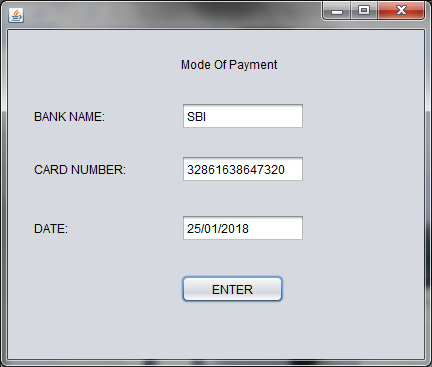 Mode Of Payment
BANK NAME: SBI
CARD NUMBER: 32861638647320
DATE: 25/01/2018
ENTER